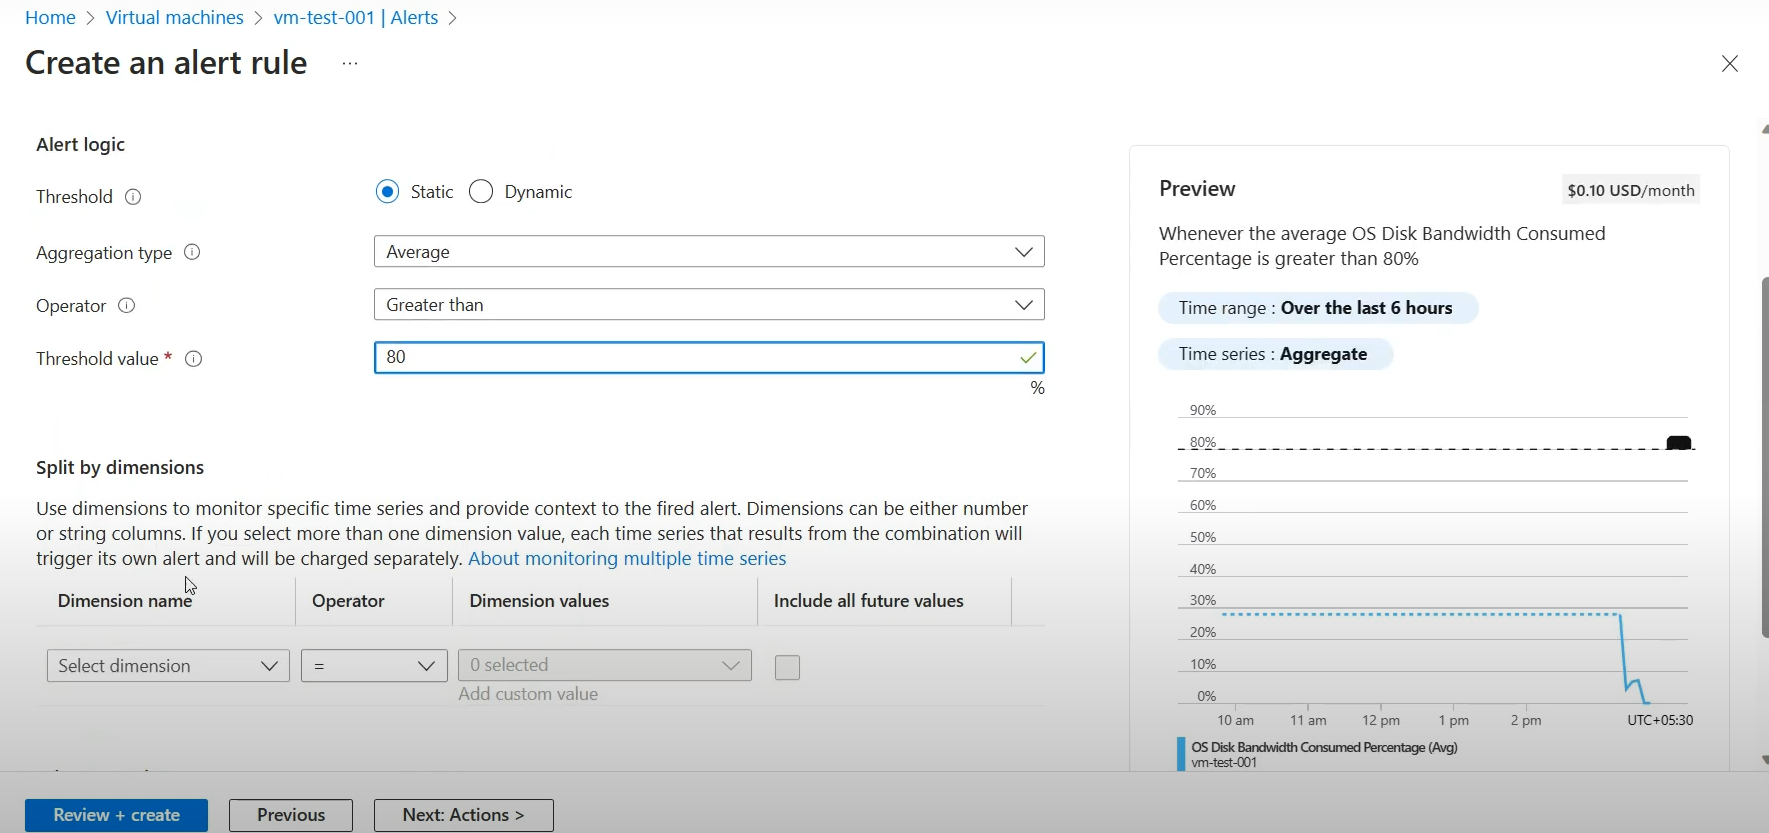 Home > Virtual machines > vm-test-001 | Alerts >
Create an alert rule ...
Alert logic
Threshold
Static
Dynamic
Aggregation type
Average
Operator
Greater than
Threshold value *
80
%
Split by dimensions
Use dimensions to monitor specific time series and provide context to the fired alert. Dimensions can be either number
or string columns. If you select more than one dimension value, each time series that results from the combination will
trigger its own alert and will be charged separately. About monitoring multiple time series
Dimension name
Operator
Dimension values
Include all future values
Select dimension
=
0 selected
Add custom value
Review + create
Previous
Next: Actions >
Preview
$0.10 USD/month
Whenever the average OS Disk Bandwidth Consumed
Percentage is greater than 80%
Time range : Over the last 6 hours
Time series : Aggregate
90%
80%
70%
60%
50%
40%
30%
20%
10%
0%
10 am
11 am
12 pm
1 pm
2 pm
UTC+05:30
OS Disk Bandwidth Consumed Percentage (Avg)
vm-test-001